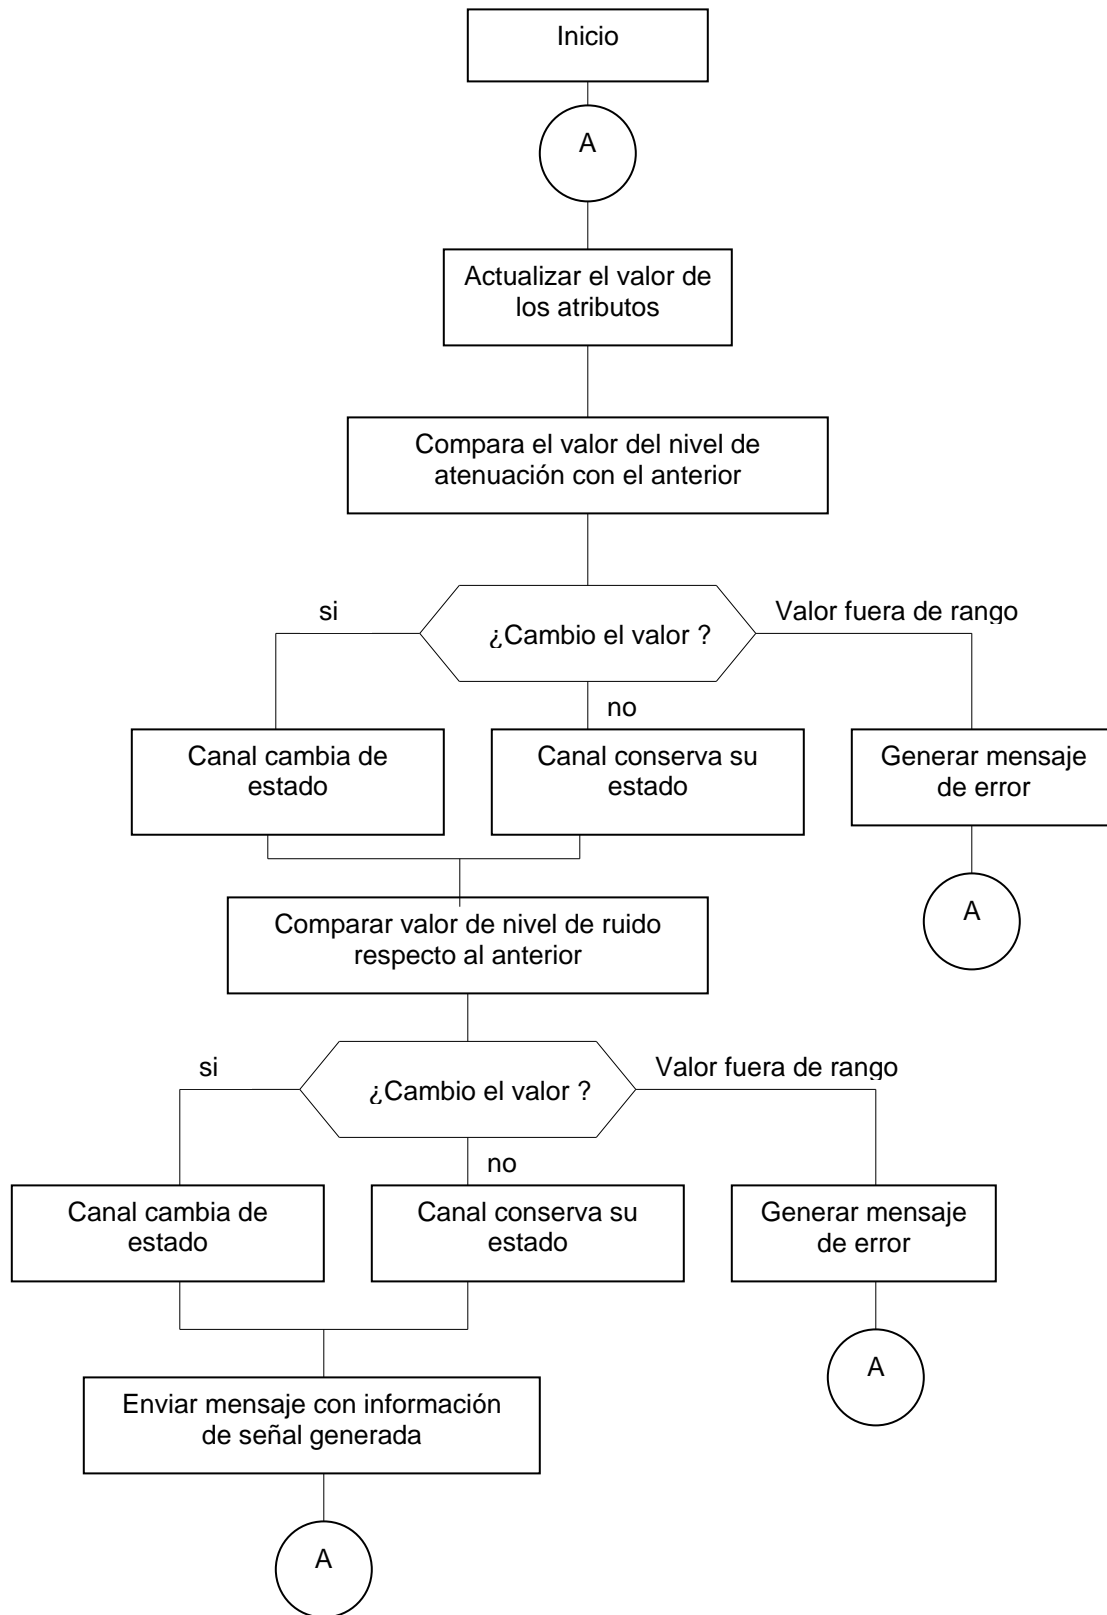 Inicio
A
Actualizar el valor de
los atributos
Compara el valor del nivel de
atenuación con el anterior
si
¿Cambio el valor ?
Valor fuera de rango
no
Canal cambia de
estado
Canal conserva su
estado
Generar mensaje
de error
A
Comparar valor de nivel de ruido
respecto al anterior
si
¿Cambio el valor ?
Valor fuera de rango
no
Canal cambia de
estado
Canal conserva su
estado
Generar mensaje
de error
A
Enviar mensaje con información
de señal generada
A